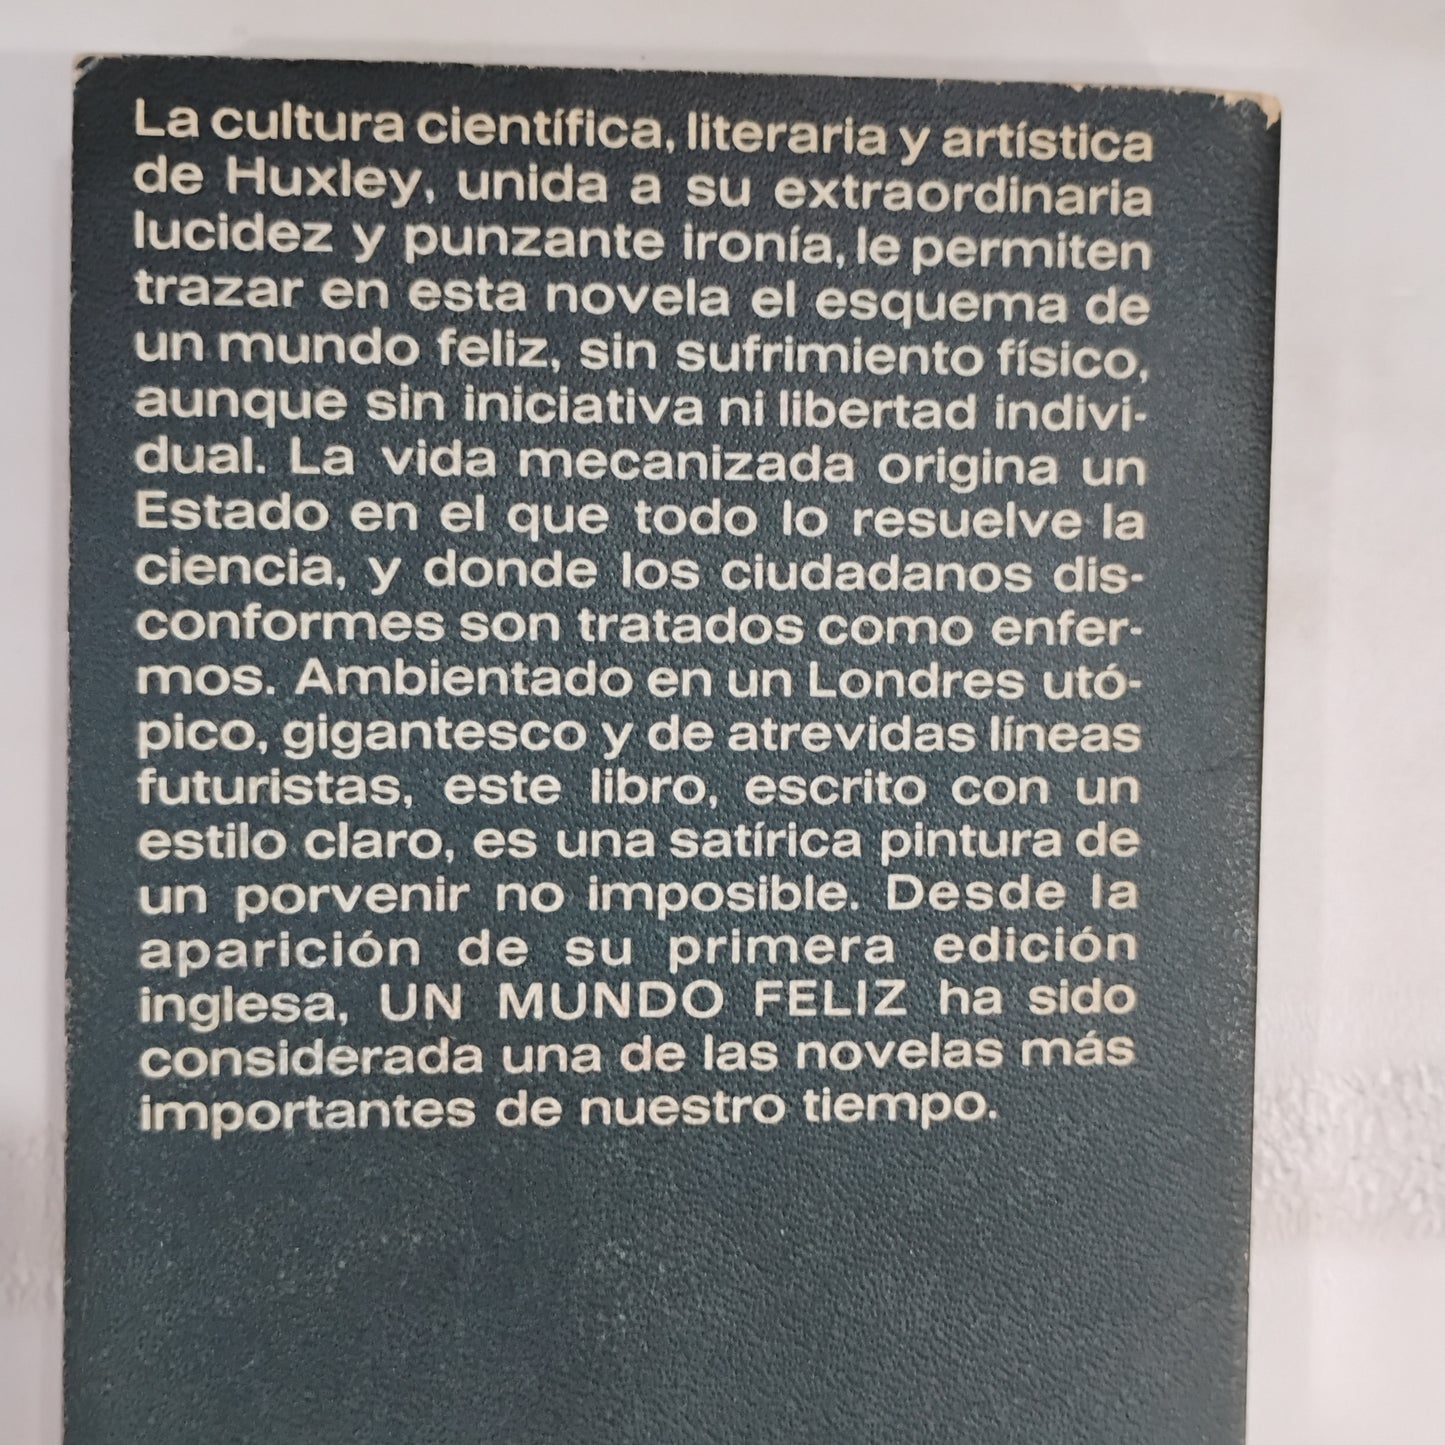 La cultura científica, literaria y artística
de Huxley, unida a su extraordinaria
lucidez y punzante ironía, le permiten
trazar en esta novela el esquema de
un mundo feliz, sin sufrimiento físico,
aunque sin iniciativa ni libertad indivi-
dual. La vida mecanizada origina un
Estado en el que todo lo resuelve la
ciencia, y donde los ciudadanos dis-
conformes son tratados como enfer-
mos. Ambientado en un Londres utó-
pico, gigantesco y de atrevidas líneas
futuristas, este libro, escrito con un
estilo claro, es una satírica pintura de
un porvenir no imposible. Desde la
aparición de su primera edición
inglesa, UN MUNDO FELIZ ha sido
considerada una de las novelas más
importantes de nuestro tiempo.